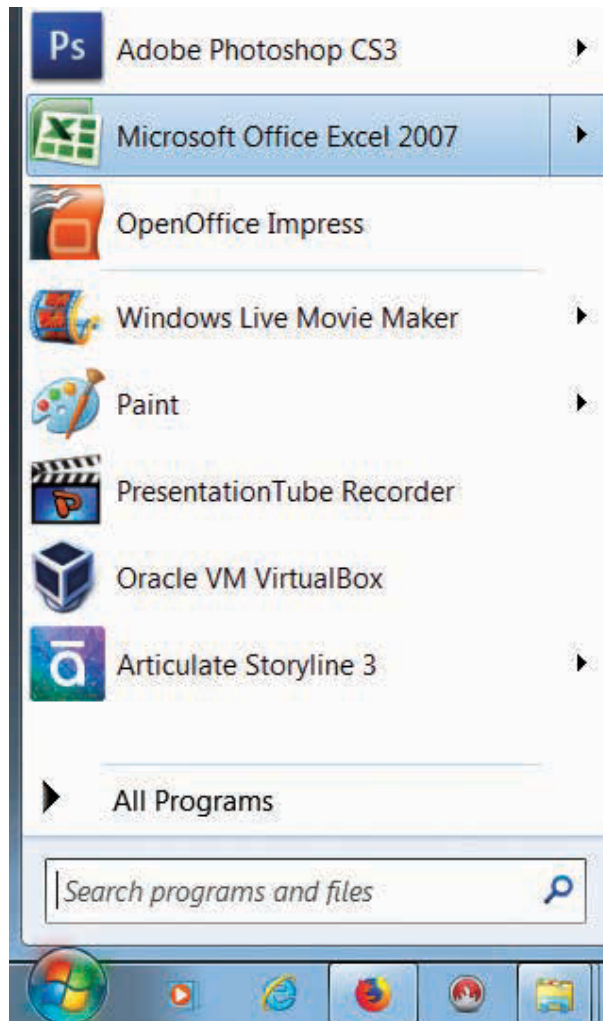 Ps Adobe Photoshop CS3
Microsoft Office Excel 2007
OpenOffice Impress
Windows Live Movie Maker
Paint
PresentationTube Recorder
Oracle VM VirtualBox
ā Articulate Storyline 3
All Programs
Search programs and files